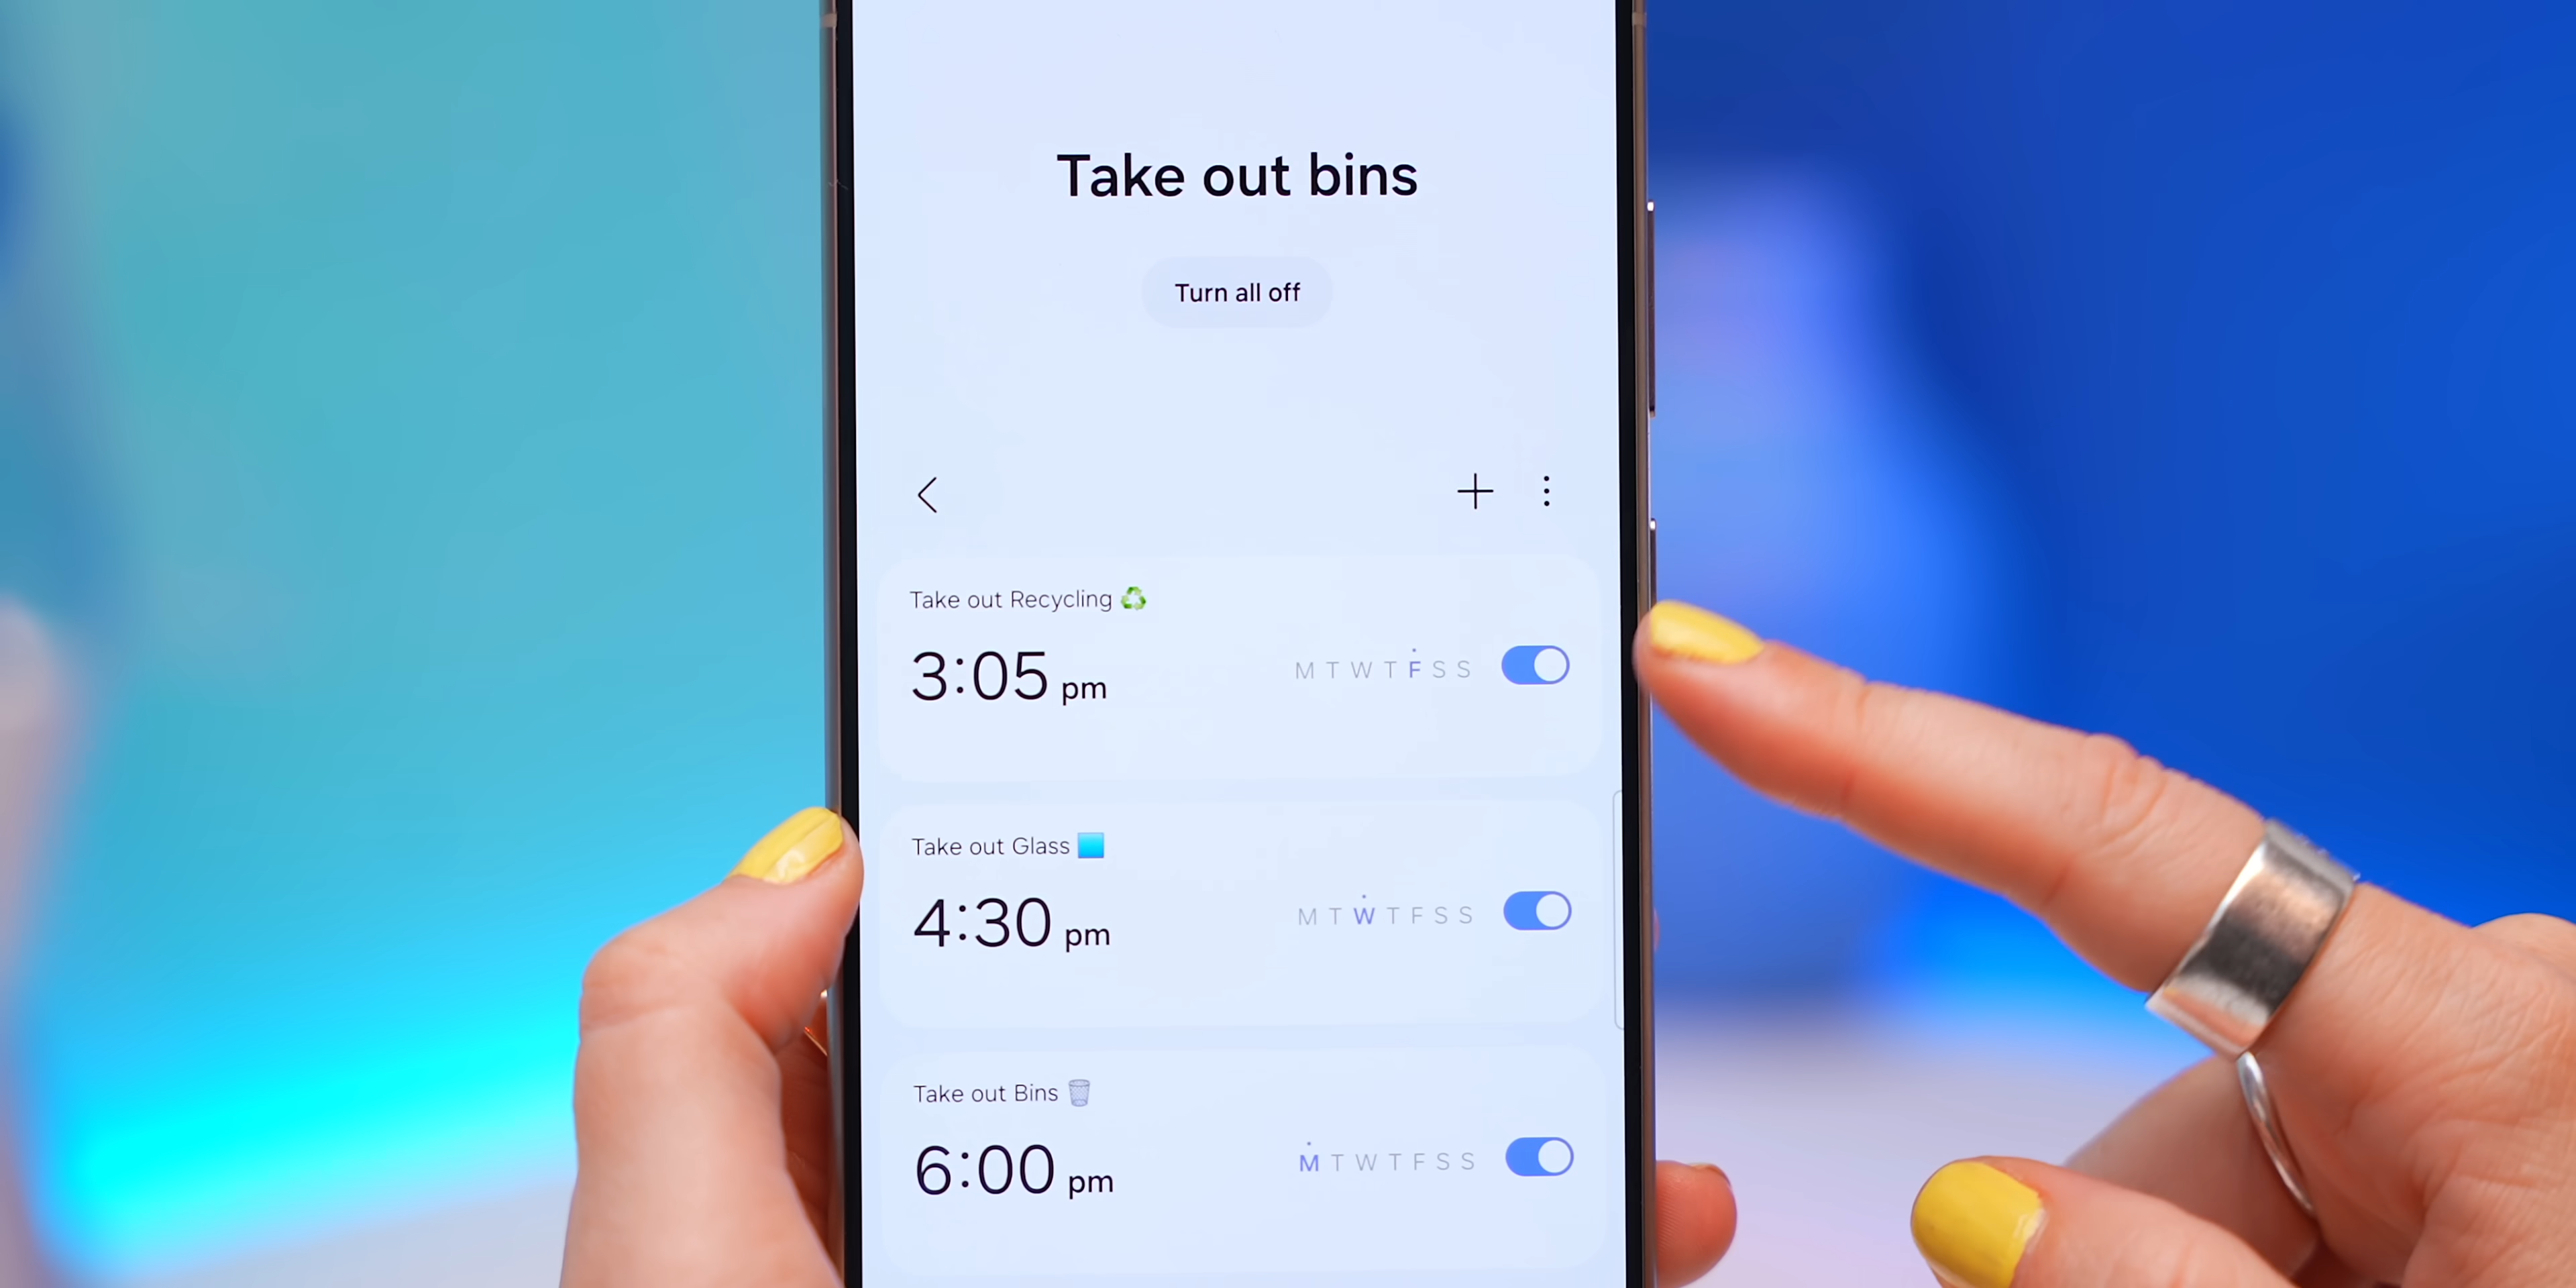 Take out bins
Turn all off
Take out Recycling ♻️
3:05 pm M T W T F S S
Take out Glass 🟦
4:30 pm M T W T F S S
Take out Bins 🗑️
6:00 pm M T W T F S S